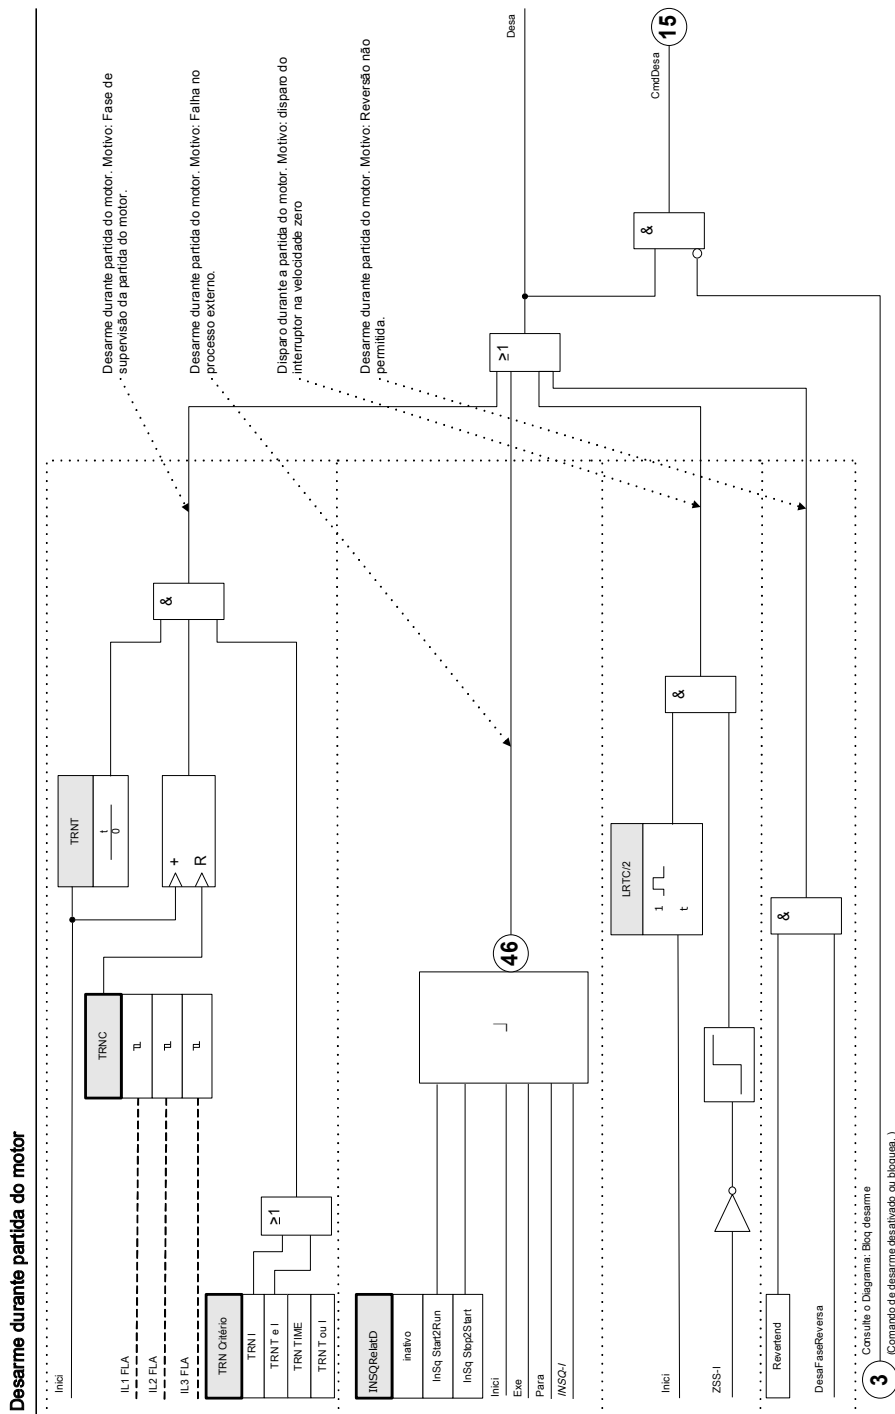 Desarme durante partida do motor
Inici
IL1 FLA
IL2 FLA
IL3 FLA
TRNC
TRNT
t
0
+
R
TRN Critério
TRN I
TRN T e I
TRN TIME
TRN T ou I
≥1
&
Desarme durante partida do motor. Motivo: Fase de
supervisão da partida do motor.
INSQRelatD
inativo
InSq Start2Run
InSq Stop2Start
Inici
Exe
Para
INSQ-I
46
Desarme durante partida do motor. Motivo: Falha no
processo externo.
Inici
ZSS-I
LRTC/2
1
t
&
Disparo durante a partida do motor. Motivo: disparo do
interruptor na velocidade zero
Revertend
DesaFaseReversa
&
Desarme durante partida do motor. Motivo: Reversão não
permitida.
≥1
Desa
&
CmdDesa
15
3
Consulte o Diagrama: Bloq desarme
(Comando de desarme desativado ou bloquea. )